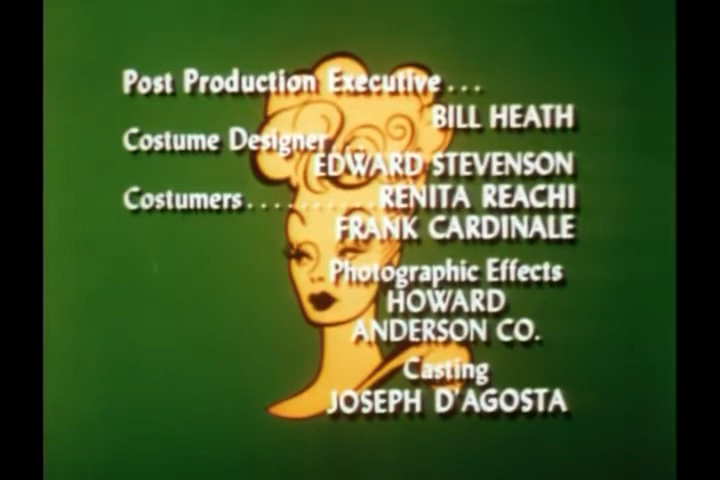 Post Production Executive...
BILL HEATH
Costume Designer...
EDWARD STEVENSON
Costumers..........RENITA REACHI
FRANK CARDINALE
Photographic Effects
HOWARD
ANDERSON CO.
Casting
JOSEPH D'AGOSTA